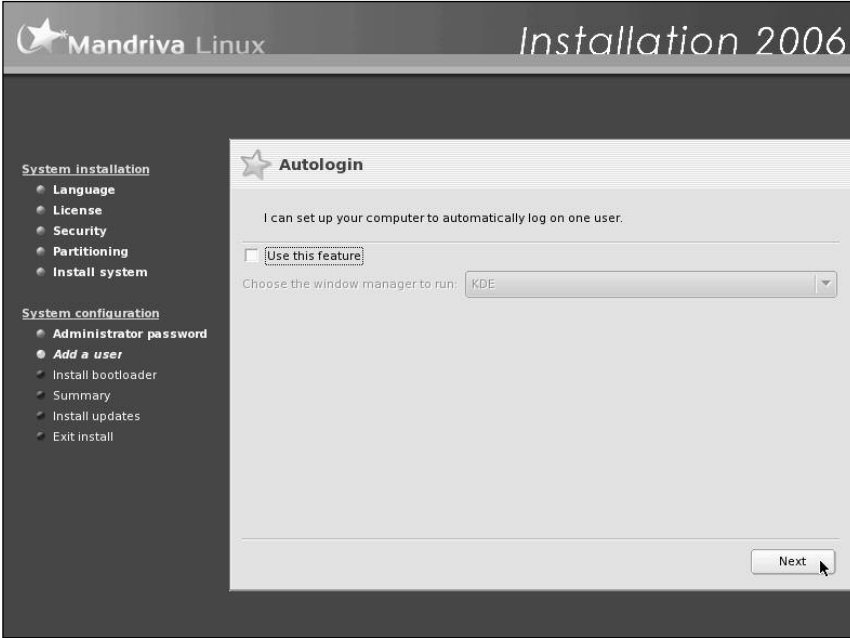 Mandriva Linux
Installation 2006
System installation
Language
License
Security
Partitioning
Install system
System configuration
Administrator password
Add a user
Install bootloader
Summary
Install updates
Exit install
Autologin
I can set up your computer to automatically log on one user.
Use this feature
Choose the window manager to run: KDE
Next